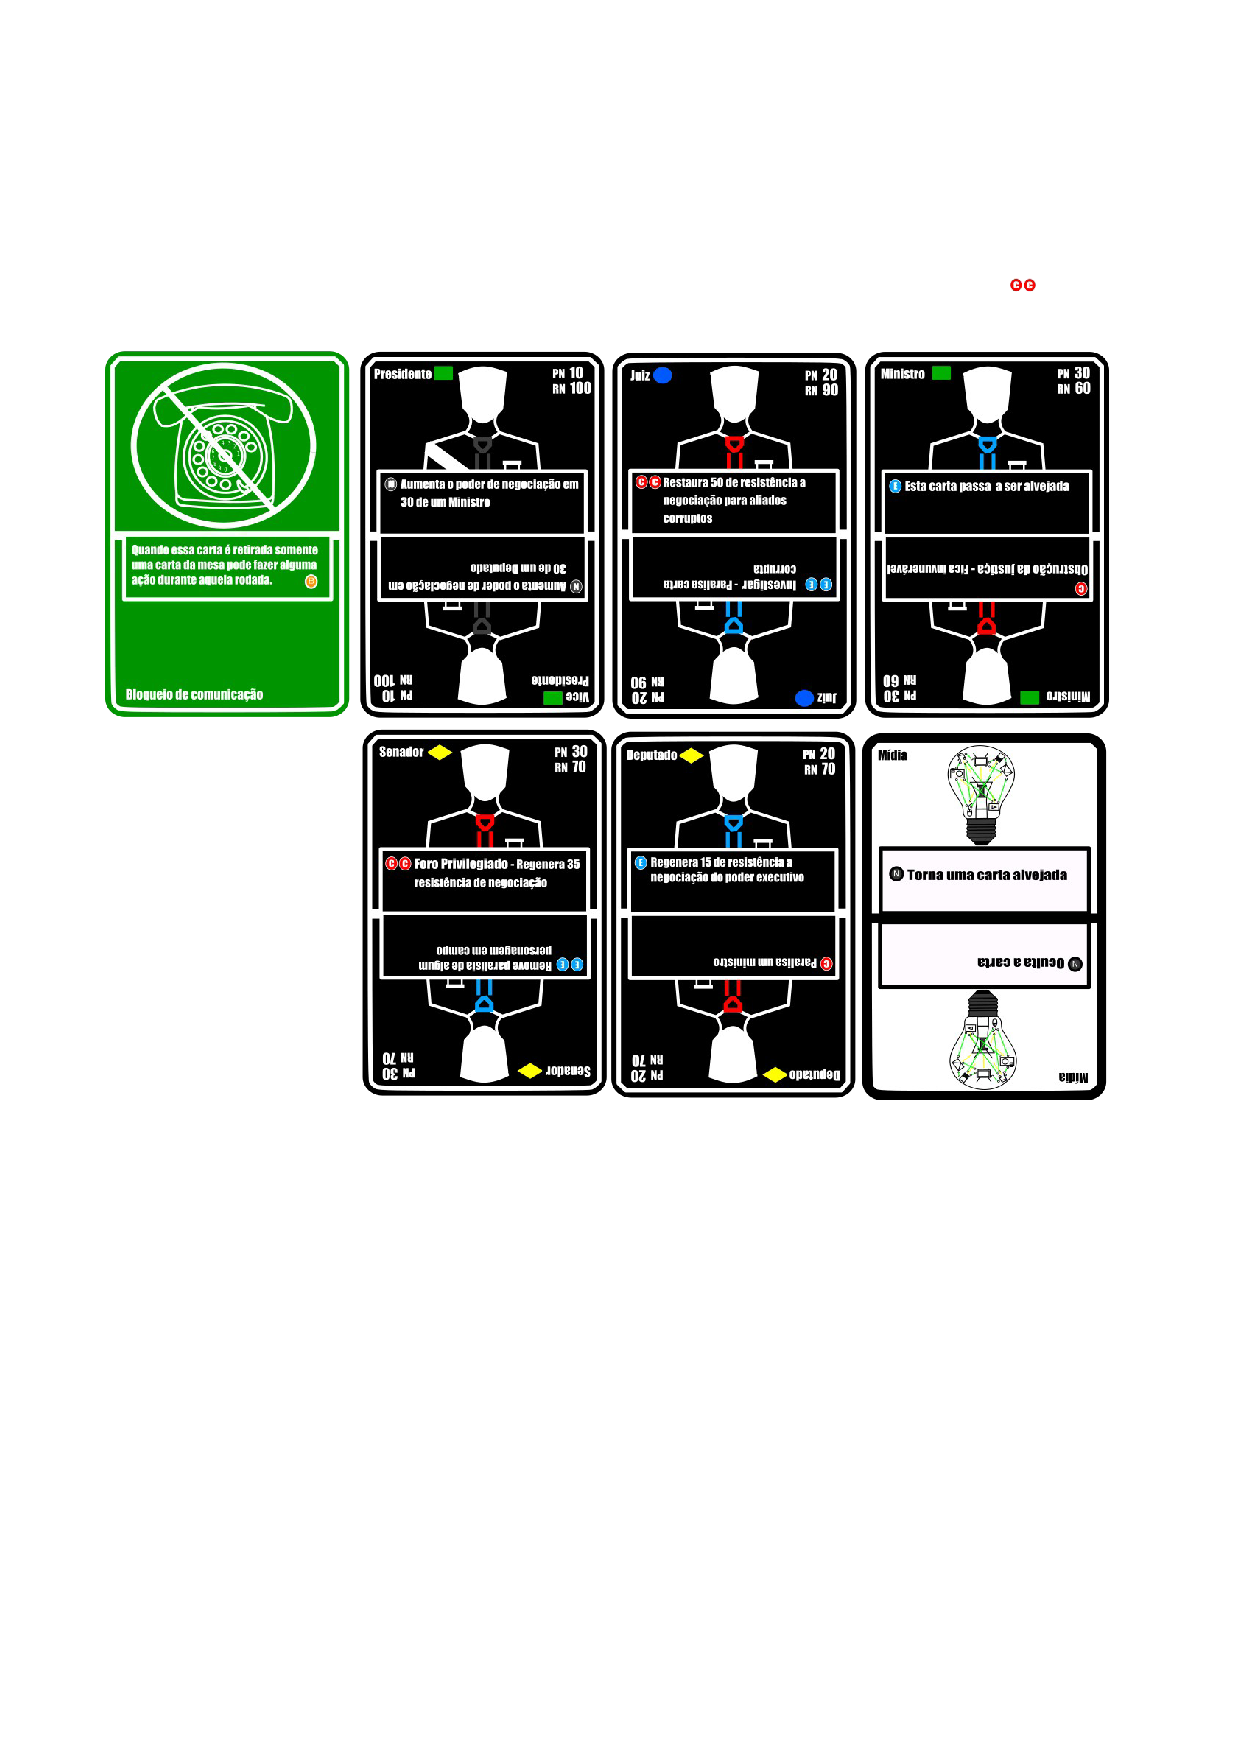 C C
Quando essa carta é retirada somente
uma carta da mesa pode fazer alguma
ação durante aquela rodada.
Bloqueio de comunicação
Presidente
PN 10
RN 100
Aumenta o poder de negociação em
30 de um Ministro
N Aumenta o poder de negociação em
30 de um Deputado
Vice
Presidente
PN 10
RN 100
Juiz
PN 20
RN 90
C C Restaura 50 de resistência a
negociação para aliados
corruptos
E E Investigar - Paralisa carta
corrupta
Juiz
PN 20
RN 90
Ministro
PN 30
RN 60
E Esta carta passa a ser alvejada
C
Obstrução da Justiça - Fica invunerável
Ministro
PN 30
RN 60
Senador
PN 30
RN 70
C C Foro Privilegiado - Regenera 35
resistência de negociação
E E Remove paralisia de algum
personagem em campo
Senador
PN 30
RN 70
Deputado
PN 20
RN 70
E Regenera 15 de resistência a
negociação do poder executivo
C Paralisa um ministro
Deputado
PN 20
RN 70
Mídia
N Torna uma carta alvejada
N Oculta a carta
Mídia